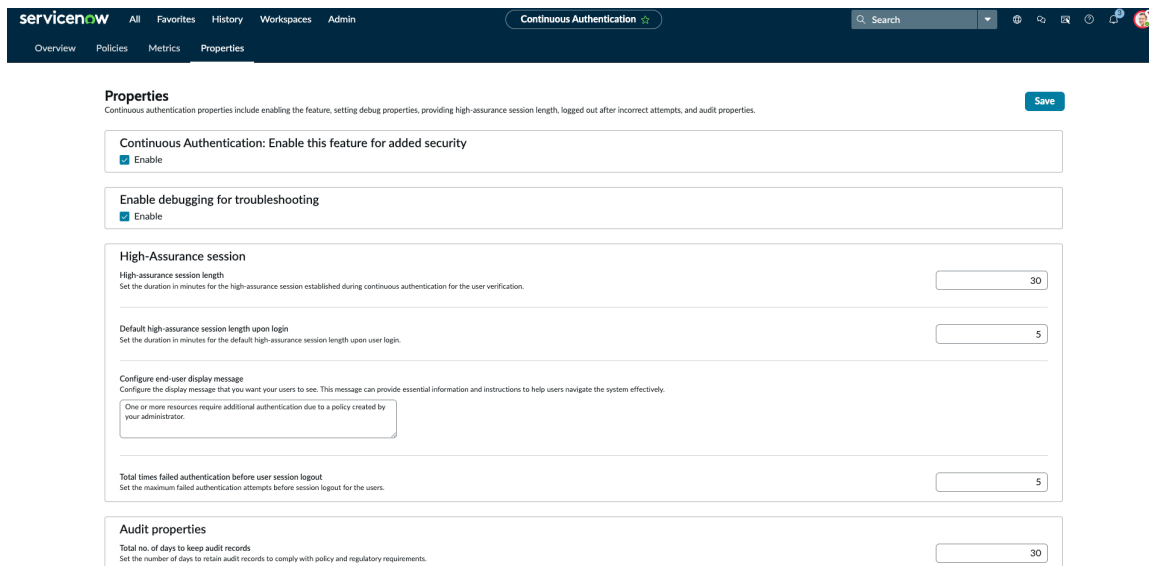 servicenow All Favorites History Workspaces Admin Continuous Authentication Search 3
Overview Policies Metrics Properties
Properties
Continuous authentication properties include enabling the feature, setting debug properties, providing high-assurance session length, logged out after incorrect attempts, and audit properties.
Save
Continuous Authentication: Enable this feature for added security
Enable
Enable debugging for troubleshooting
Enable
High-Assurance session
High-assurance session length
Set the duration in minutes for the high-assurance session established during continuous authentication for the user verification.
30
Default high-assurance session length upon login
Set the duration in minutes for the default high-assurance session length upon user login.
5
Configure end-user display message
Configure the display message that you want your users to see. This message can provide essential information and instructions to help users navigate the system effectively.
One or more resources require additional authentication due to a policy created by
your administrator.
Total times failed authentication before user session logout
Set the maximum failed authentication attempts before session logout for the users.
5
Audit properties
Total no. of days to keep audit records
Set the number of days to retain audit records to comply with policy and regulatory requirements.
30